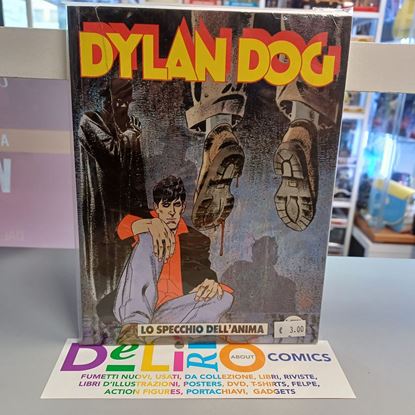 DYLAN DOG
LO SPECCHIO DELL'ANIMA
€ 3.00
DeLiRiO
ABOUT
COMICS
FUMETTI NUOVI, USATI, DA COLLEZIONE, LIBRI, RIVISTE,
LIBRI D'ILLUSTRAZIONI, POSTERS, DVD, T-SHIRTS, FELPE,
ACTION FIGURES, PORTACHIAVI, GADGETS